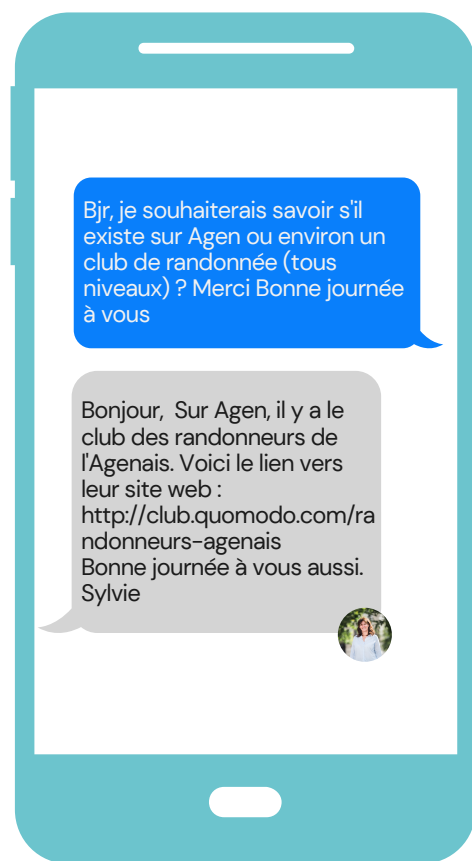 Bjr, je souhaiterais savoir s'il
existe sur Agen ou environ un
club de randonnée (tous
niveaux) ? Merci Bonne journée
à vous
Bonjour,  Sur Agen, il y a le
club des randonneurs de
l'Agenais. Voici le lien vers
leur site web :
http://club.quomodo.com/ra
ndonneurs-agenais
Bonne journée à vous aussi.
Sylvie